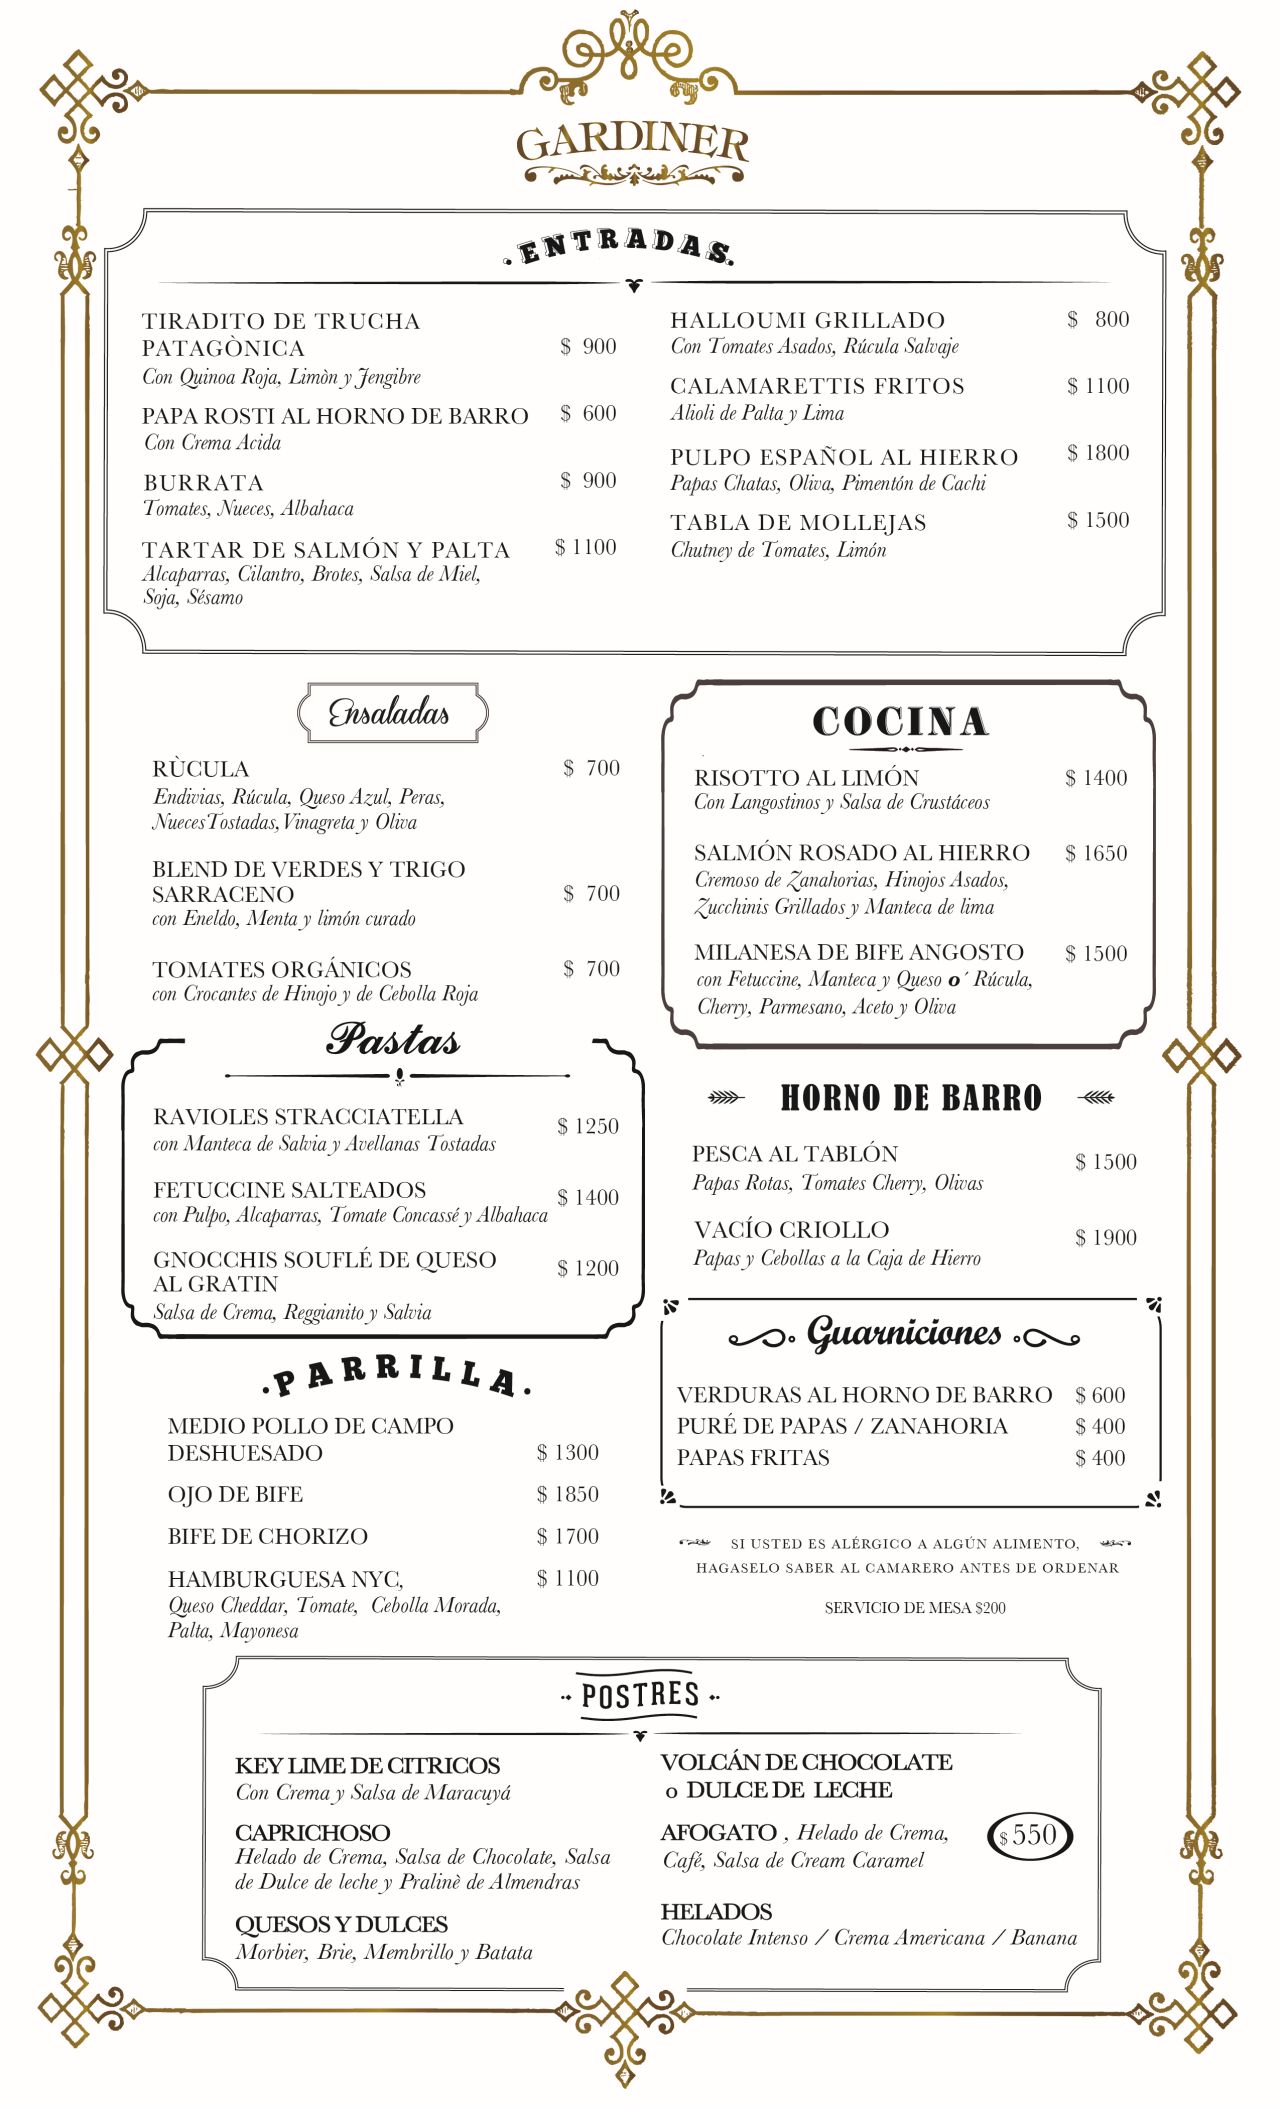 GARDINER
·ENTRADAS·
TIRADITO DE TRUCHA
PATAGÒNICA $ 900
Con Quinoa Roja, Limòn y Jengibre
PAPA ROSTI AL HORNO DE BARRO $ 600
Con Crema Acida
BURRATA $ 900
Tomates, Nueces, Albahaca
TARTAR DE SALMÓN Y PALTA $ 1100
Alcaparras, Cilantro, Brotes, Salsa de Miel,
Soja, Sésamo
HALLOUMI GRILLADO $ 800
Con Tomates Asados, Rúcula Salvaje
CALAMARETTIS FRITOS $ 1100
Alioli de Palta y Lima
PULPO ESPAÑOL AL HIERRO $ 1800
Papas Chatas, Oliva, Pimentón de Cachi
TABLA DE MOLLEJAS $ 1500
Chutney de Tomates, Limón
Ensaladas
RÙCULA $ 700
Endivias, Rúcula, Queso Azul, Peras,
Nueces Tostadas, Vinagreta y Oliva
BLEND DE VERDES Y TRIGO
SARRACENO $ 700
con Eneldo, Menta y limón curado
TOMATES ORGÁNICOS $ 700
con Crocantes de Hinojo y de Cebolla Roja
Pastas
RAVIOLES STRACCIATELLA $ 1250
con Manteca de Salvia y Avellanas Tostadas
FETUCCINE SALTEADOS $ 1400
con Pulpo, Alcaparras, Tomate Concassé y Albahaca
GNOCCHIS SOUFLÉ DE QUESO $ 1200
AL GRATIN
Salsa de Crema, Reggianito y Salvia
·PARRILLA·
MEDIO POLLO DE CAMPO
DESHUESADO $ 1300
OJO DE BIFE $ 1850
BIFE DE CHORIZO $ 1700
HAMBURGUESA NYC, $ 1100
Queso Cheddar, Tomate, Cebolla Morada,
Palta, Mayonesa
COCINA
RISOTTO AL LIMÓN $ 1400
Con Langostinos y Salsa de Crustáceos
SALMÓN ROSADO AL HIERRO $ 1650
Cremoso de Zanahorias, Hinojos Asados,
Zucchinis Grillados y Manteca de lima
MILANESA DE BIFE ANGOSTO $ 1500
con Fetuccine, Manteca y Queso o´ Rúcula,
Cherry, Parmesano, Aceto y Oliva
HORNO DE BARRO
PESCA AL TABLÓN $ 1500
Papas Rotas, Tomates Cherry, Olivas
VACÍO CRIOLLO $ 1900
Papas y Cebollas a la Caja de Hierro
Guarniciones
VERDURAS AL HORNO DE BARRO $ 600
PURÉ DE PAPAS / ZANAHORIA $ 400
PAPAS FRITAS $ 400
SI USTED ES ALÉRGICO A ALGÚN ALIMENTO,
HAGASELO SABER AL CAMARERO ANTES DE ORDENAR
SERVICIO DE MESA $200
POSTRES
KEY LIME DE CITRICOS
Con Crema y Salsa de Maracuyá
CAPRICHOSO
Helado de Crema, Salsa de Chocolate, Salsa
de Dulce de leche y Pralinè de Almendras
QUESOS Y DULCES
Morbier, Brie, Membrillo y Batata
VOLCÁN DE CHOCOLATE
o DULCE DE LECHE
AFOGATO , Helado de Crema,
Café, Salsa de Cream Caramel
$ 550
HELADOS
Chocolate Intenso / Crema Americana / Banana